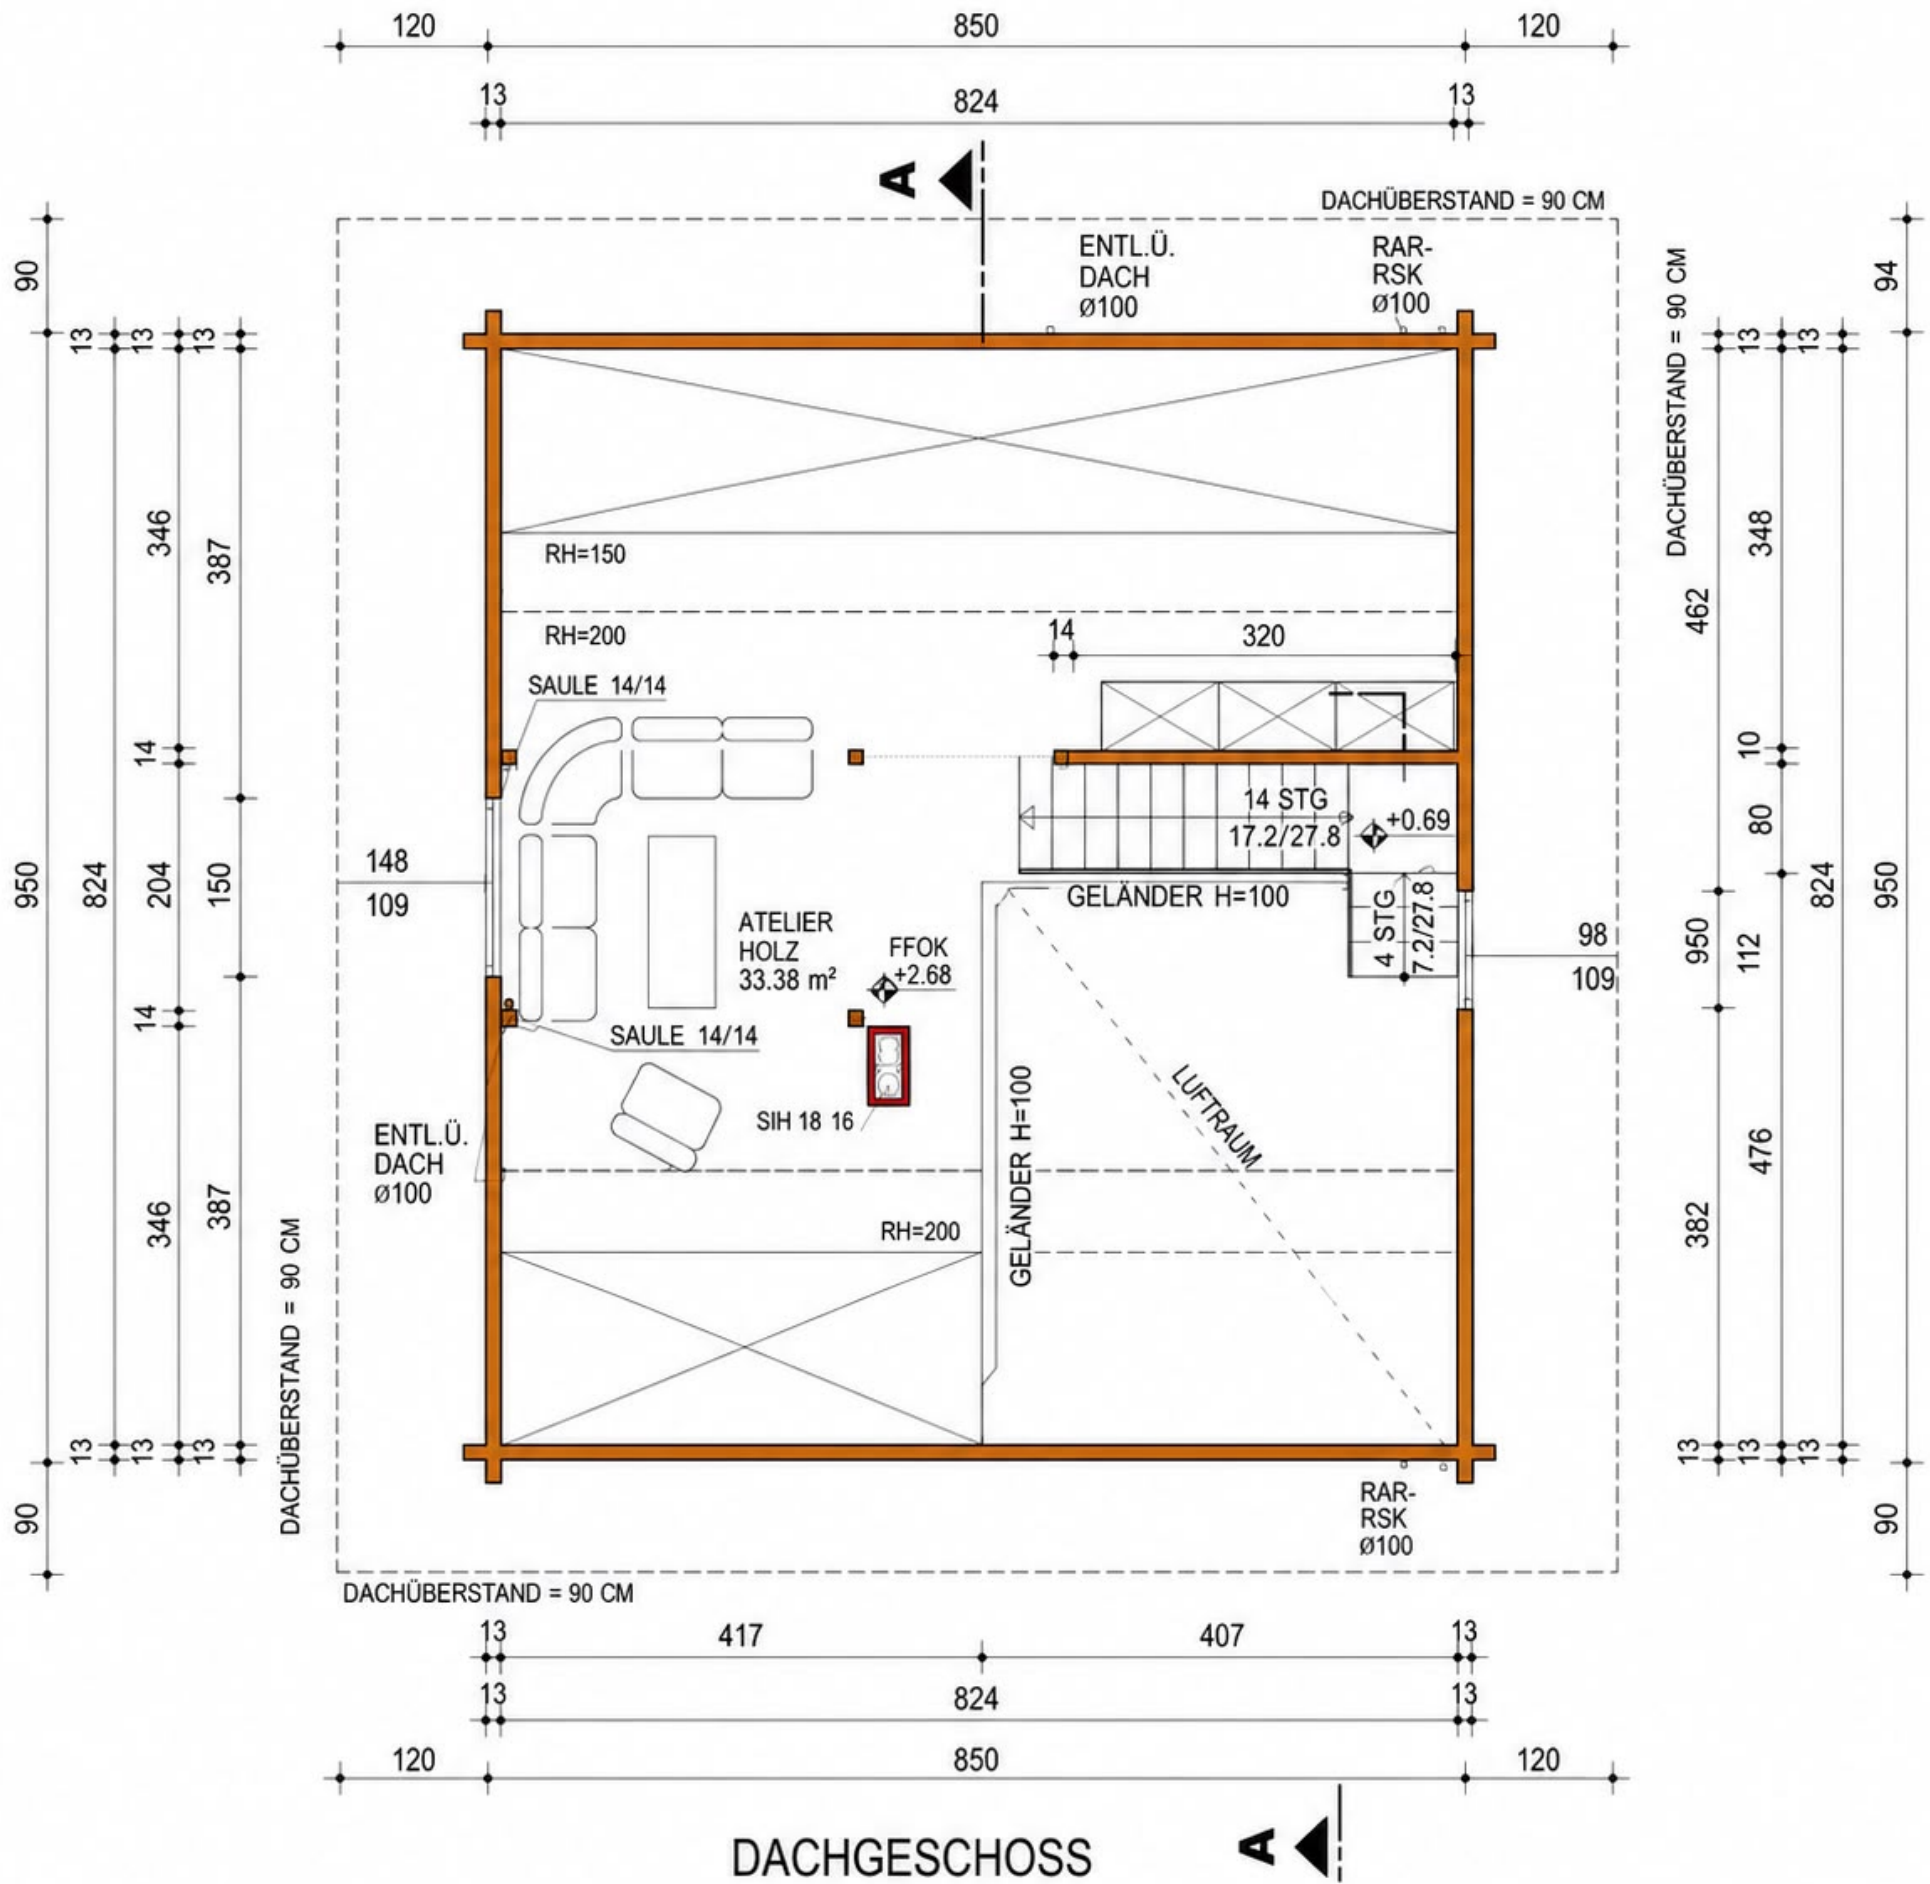 120 850 120
13 824 13
A
DACHÜBERSTAND = 90 CM
ENTL.Ü.
DACH
Ø100
RAR-
RSK
Ø100
DACHÜBERSTAND = 90 CM
90
950
90
13
824
13
13
346
14
204
14
346
13
13
387
150
387
13
94
950
90
13
824
13
13
348
10
80
112
476
13
462
950
382
13
RH=150
RH=200
14 320
SAULE 14/14
14 STG
17.2/27.8
+0.69
148
109
GELÄNDER H=100
4 STG
7.2/27.8
98
109
ATELIER
HOLZ
33.38 m²
FFOK
+2.68
SAULE 14/14
SIH 18 16
GELÄNDER H=100
LUFTRAUM
ENTL.Ü.
DACH
Ø100
RH=200
DACHÜBERSTAND = 90 CM
RAR-
RSK
Ø100
DACHÜBERSTAND = 90 CM
13 417 407 13
13 824 13
120 850 120
DACHGESCHOSS
A